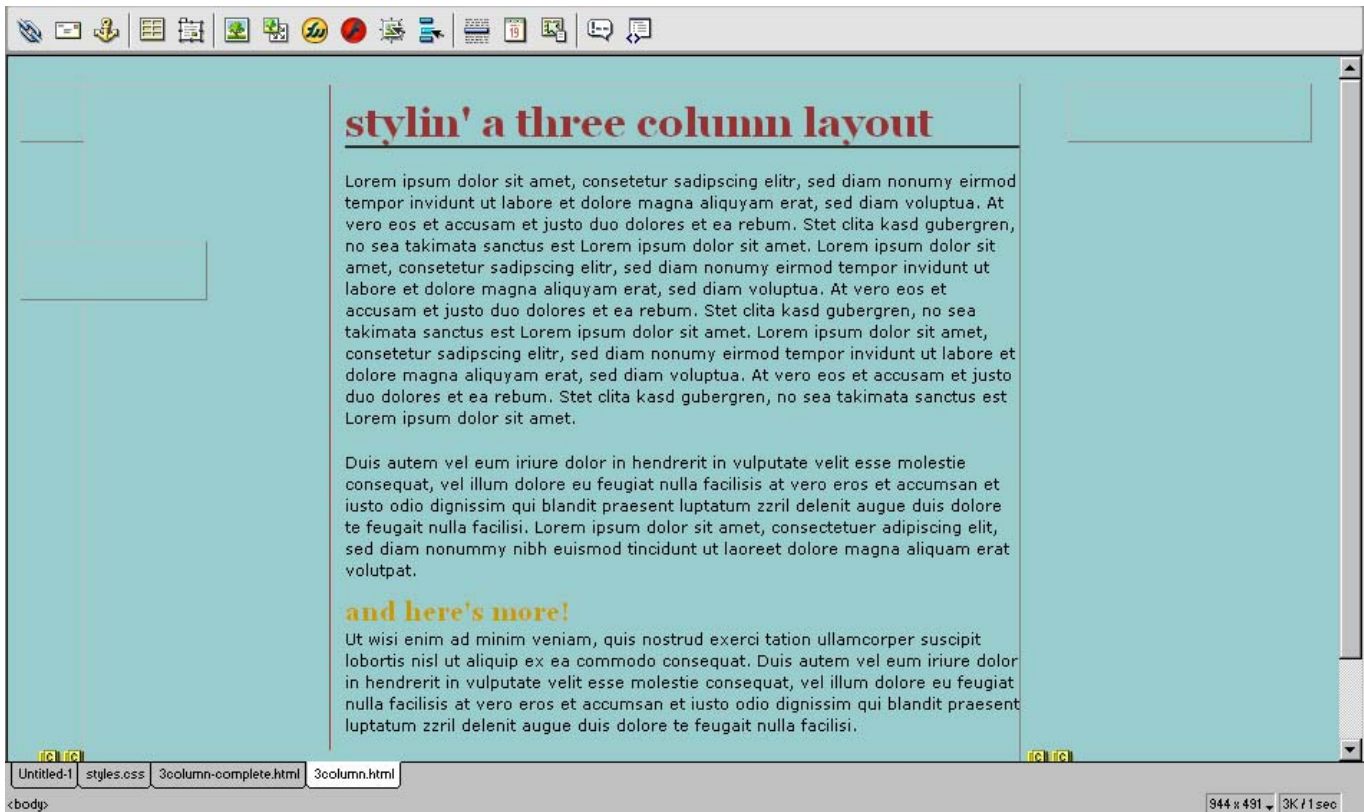 19
stylin' a three column layout
Lorem ipsum dolor sit amet, consetetur sadipscing elitr, sed diam nonumy eirmod
tempor invidunt ut labore et dolore magna aliquyam erat, sed diam voluptua. At
vero eos et accusam et justo duo dolores et ea rebum. Stet clita kasd gubergren,
no sea takimata sanctus est Lorem ipsum dolor sit amet. Lorem ipsum dolor sit
amet, consetetur sadipscing elitr, sed diam nonumy eirmod tempor invidunt ut
labore et dolore magna aliquyam erat, sed diam voluptua. At vero eos et
accusam et justo duo dolores et ea rebum. Stet clita kasd gubergren, no sea
takimata sanctus est Lorem ipsum dolor sit amet. Lorem ipsum dolor sit amet,
consetetur sadipscing elitr, sed diam nonumy eirmod tempor invidunt ut labore et
dolore magna aliquyam erat, sed diam voluptua. At vero eos et accusam et justo
duo dolores et ea rebum. Stet clita kasd gubergren, no sea takimata sanctus est
Lorem ipsum dolor sit amet.
Duis autem vel eum iriure dolor in hendrerit in vulputate velit esse molestie
consequat, vel illum dolore eu feugiat nulla facilisis at vero eros et accumsan et
iusto odio dignissim qui blandit praesent luptatum zzril delenit augue duis dolore
te feugait nulla facilisi. Lorem ipsum dolor sit amet, consectetuer adipiscing elit,
sed diam nonummy nibh euismod tincidunt ut laoreet dolore magna aliquam erat
volutpat.
and here's more!
Ut wisi enim ad minim veniam, quis nostrud exerci tation ullamcorper suscipit
lobortis nisl ut aliquip ex ea commodo consequat. Duis autem vel eum iriure dolor
in hendrerit in vulputate velit esse molestie consequat, vel illum dolore eu feugiat
nulla facilisis at vero eros et accumsan et iusto odio dignissim qui blandit praesent
luptatum zzril delenit augue duis dolore te feugait nulla facilisi.
Untitled-1 styles.css 3column-complete.html 3column.html
<body> 944 x 491 3K / 1 sec